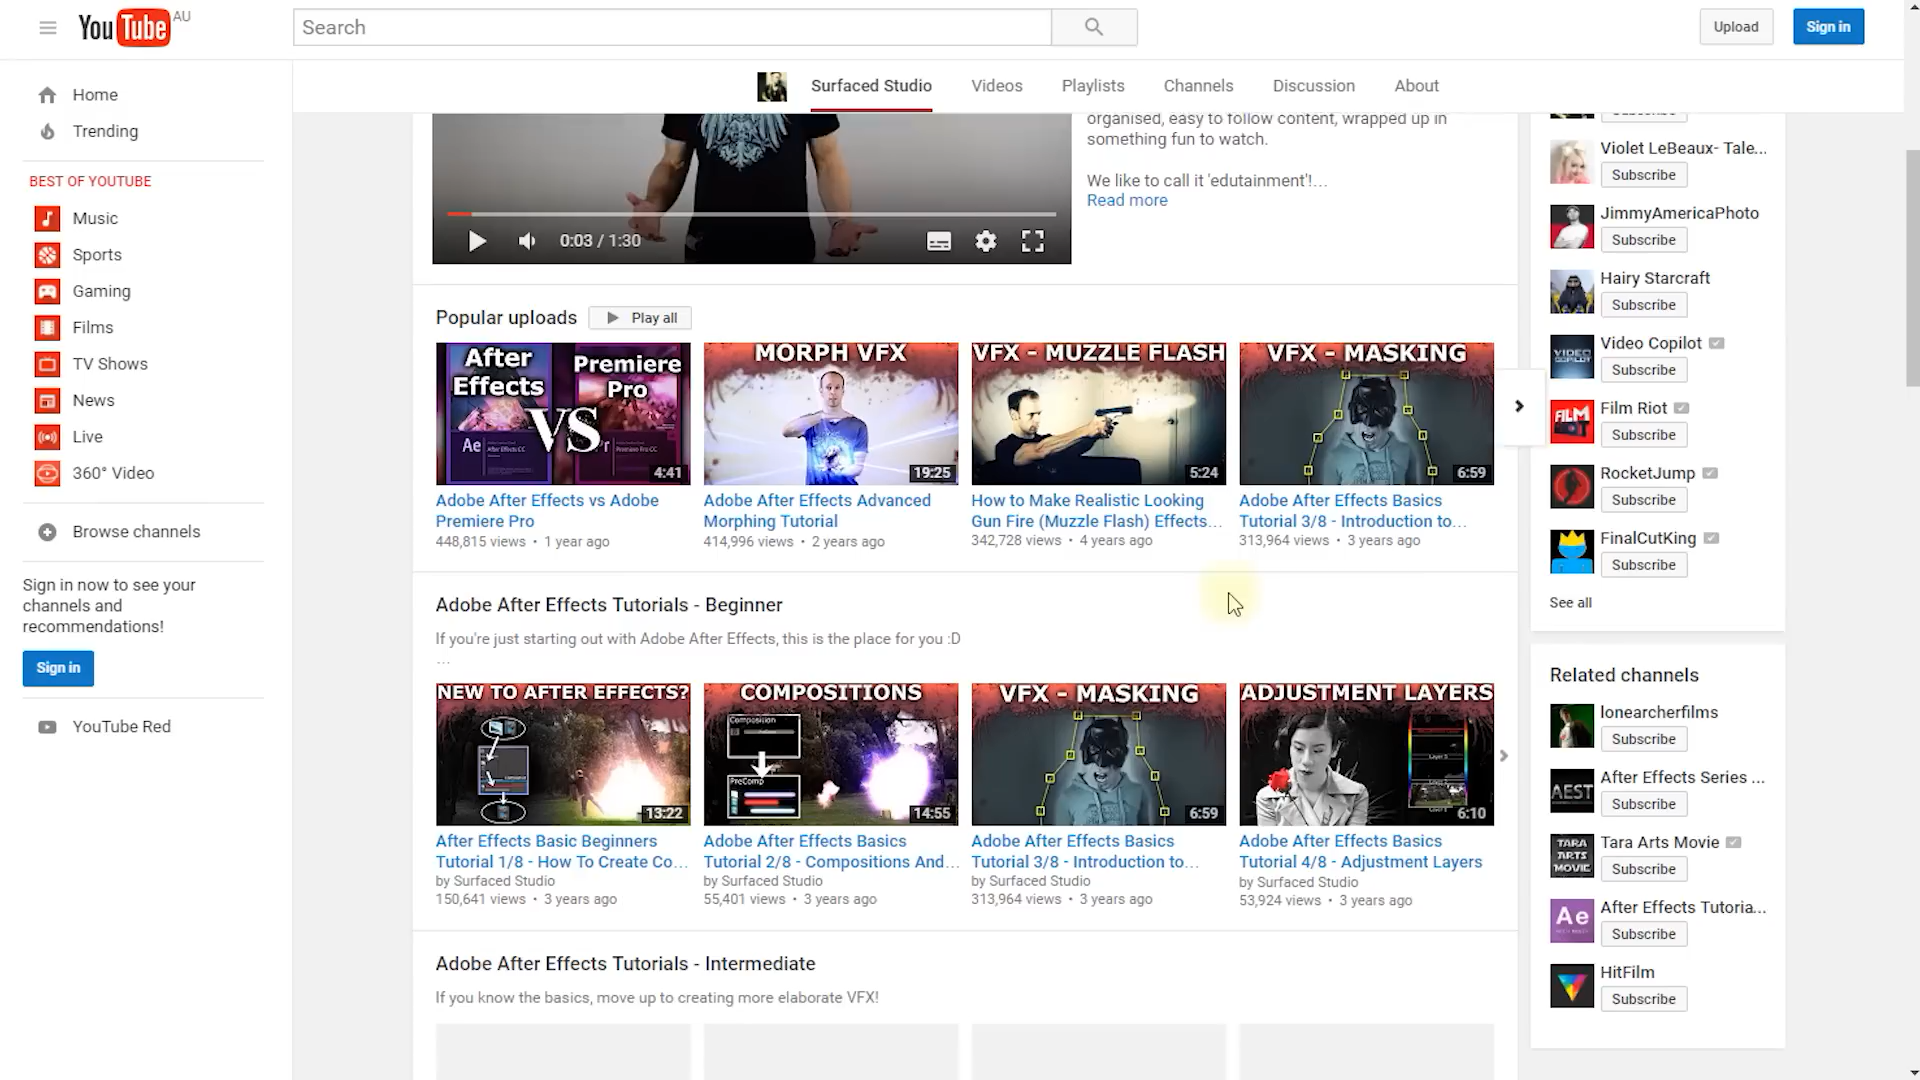 YouTube AU
Search
Upload
Sign in
Home
Trending
BEST OF YOUTUBE
Music
Sports
Gaming
Films
TV Shows
News
Live
360° Video
Browse channels
Sign in now to see your
channels and
recommendations!
Sign in
YouTube Red
Surfaced Studio
Videos
Playlists
Channels
Discussion
About
organised, easy to follow content, wrapped up in
something fun to watch.
We like to call it 'edutainment'!...
Read more
0:03 / 1:30
Popular uploads
Play all
After
Effects
VS
Premiere
Pro
Ae
4:41
Adobe After Effects vs Adobe
Premiere Pro
448,815 views • 1 year ago
MORPH VFX
19:25
Adobe After Effects Advanced
Morphing Tutorial
414,996 views • 2 years ago
VFX - MUZZLE FLASH
5:24
How to Make Realistic Looking
Gun Fire (Muzzle Flash) Effects...
342,728 views • 4 years ago
VFX - MASKING
6:59
Adobe After Effects Basics
Tutorial 3/8 - Introduction to...
313,964 views • 3 years ago
Adobe After Effects Tutorials - Beginner
If you're just starting out with Adobe After Effects, this is the place for you :D
...
NEW TO AFTER EFFECTS?
13:22
After Effects Basic Beginners
Tutorial 1/8 - How To Create Co...
by Surfaced Studio
150,641 views • 3 years ago
COMPOSITIONS
Composition
PreComp
14:55
Adobe After Effects Basics
Tutorial 2/8 - Compositions And...
by Surfaced Studio
55,401 views • 3 years ago
VFX - MASKING
6:59
Adobe After Effects Basics
Tutorial 3/8 - Introduction to...
by Surfaced Studio
313,964 views • 3 years ago
ADJUSTMENT LAYERS
6:10
Adobe After Effects Basics
Tutorial 4/8 - Adjustment Layers
by Surfaced Studio
53,924 views • 3 years ago
Adobe After Effects Tutorials - Intermediate
If you know the basics, move up to creating more elaborate VFX!
Violet LeBeaux- Tale...
Subscribe
JimmyAmericaPhoto
Subscribe
Hairy Starcraft
Subscribe
VIDEO
COPILOT
Video Copilot
Subscribe
FILM
Film Riot
Subscribe
RocketJump
Subscribe
FinalCutKing
Subscribe
See all
Related channels
lonearcherfilms
Subscribe
AEST
After Effects Series ...
Subscribe
TARA
ARTS
MOVIE
Tara Arts Movie
Subscribe
Ae
After Effects Tutoria...
Subscribe
HitFilm
Subscribe